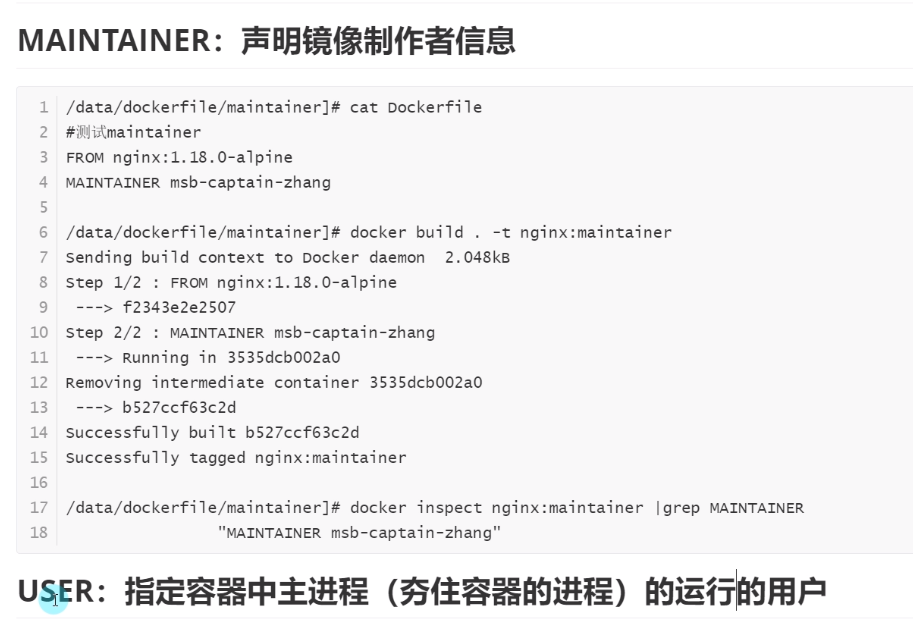 MAINTAINER：声明镜像制作者信息
1 /data/dockerfile/maintainer]# cat Dockerfile
2 #测试maintainer
3 FROM nginx:1.18.0-alpine
4 MAINTAINER msb-captain-zhang
5
6 /data/dockerfile/maintainer]# docker build . -t nginx:maintainer
7 Sending build context to Docker daemon  2.048kB
8 Step 1/2 : FROM nginx:1.18.0-alpine
9  ---> f2343e2e2507
10 Step 2/2 : MAINTAINER msb-captain-zhang
11  ---> Running in 3535dcb002a0
12 Removing intermediate container 3535dcb002a0
13  ---> b527ccf63c2d
14 Successfully built b527ccf63c2d
15 Successfully tagged nginx:maintainer
16
17 /data/dockerfile/maintainer]# docker inspect nginx:maintainer |grep MAINTAINER
18                 "MAINTAINER msb-captain-zhang"
USER：指定容器中主进程（夯住容器的进程）的运行的用户